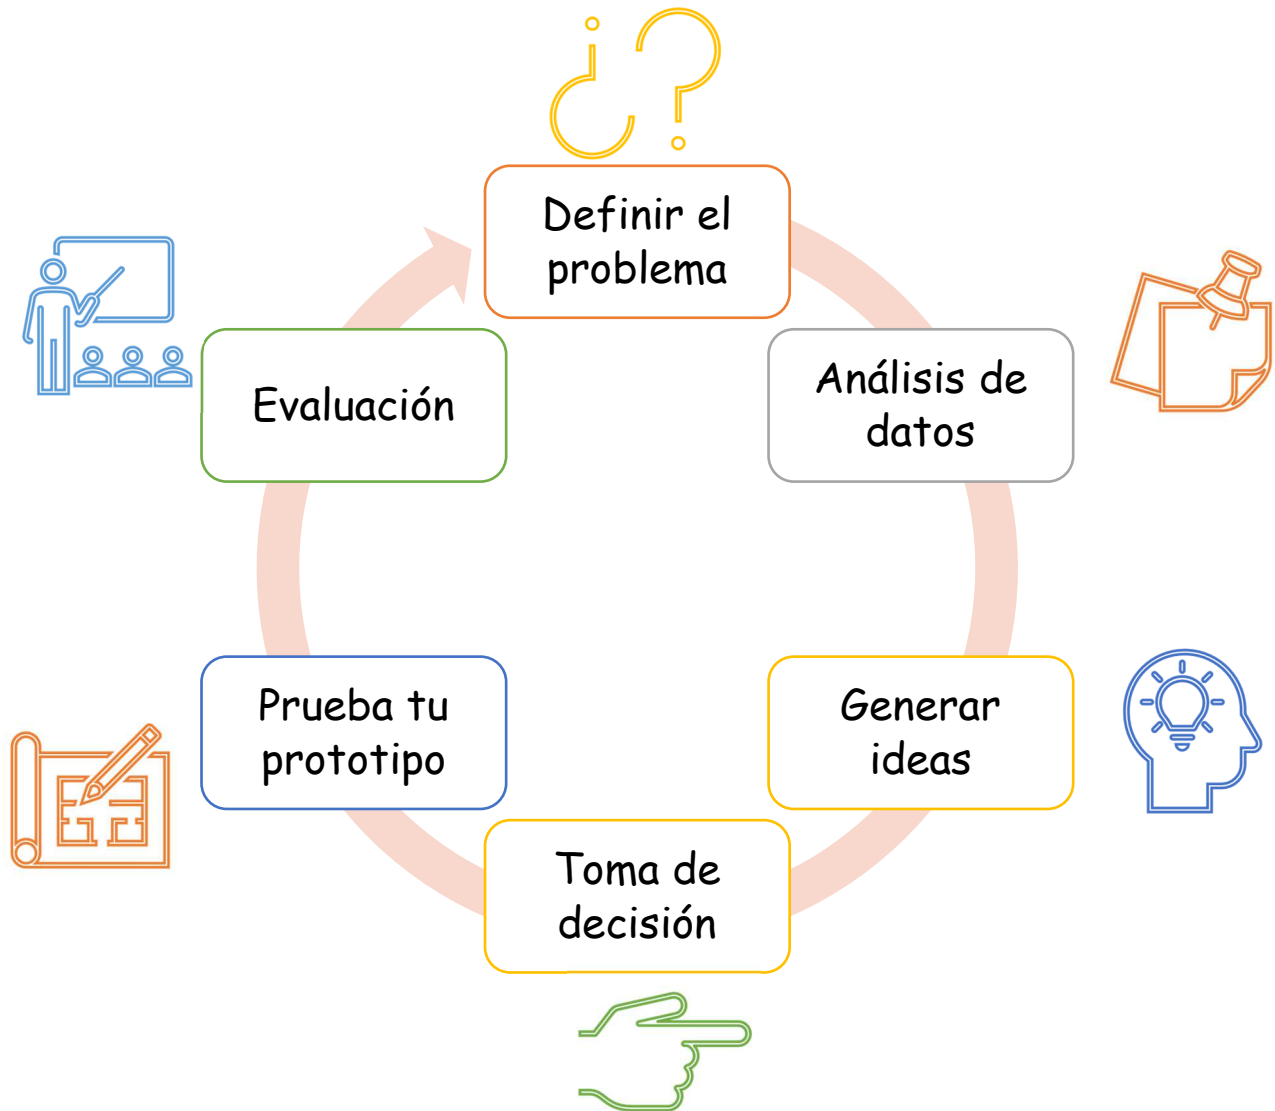 ¿?
Definir el
problema
Análisis de
datos
Generar
ideas
Toma de
decisión
Prueba tu
prototipo
Evaluación